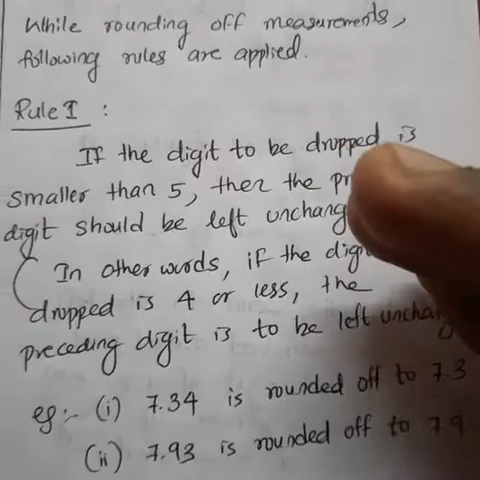 While rounding off measurements,
following rules are applied.
Rule I :
If the digit to be dropped is
smaller than 5, then the
digit should be left
In other words, if the
dropped is 4 or less, the
preceding digit is to be left
eg:- (i) 7.34 is rounded off to 7.3
(ii) 7.93 is rounded off to 7.9